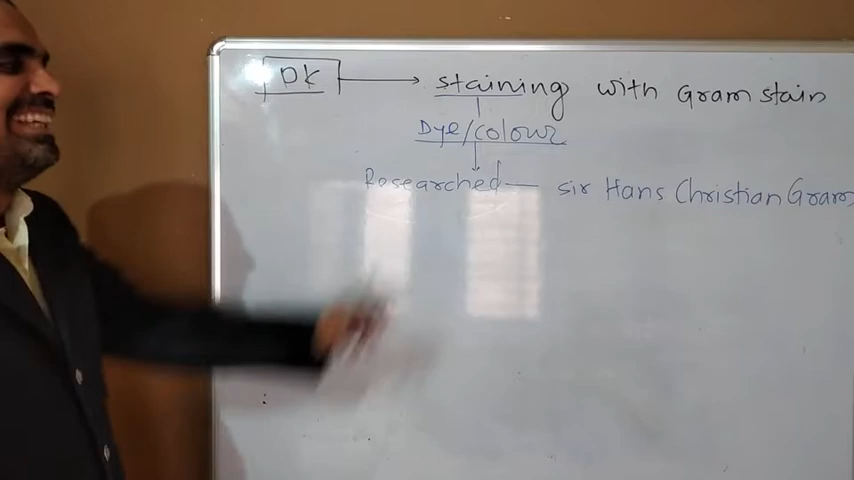 DK → staining with Gram stain
Dye/colour
Researched — sir Hans Christian Gram